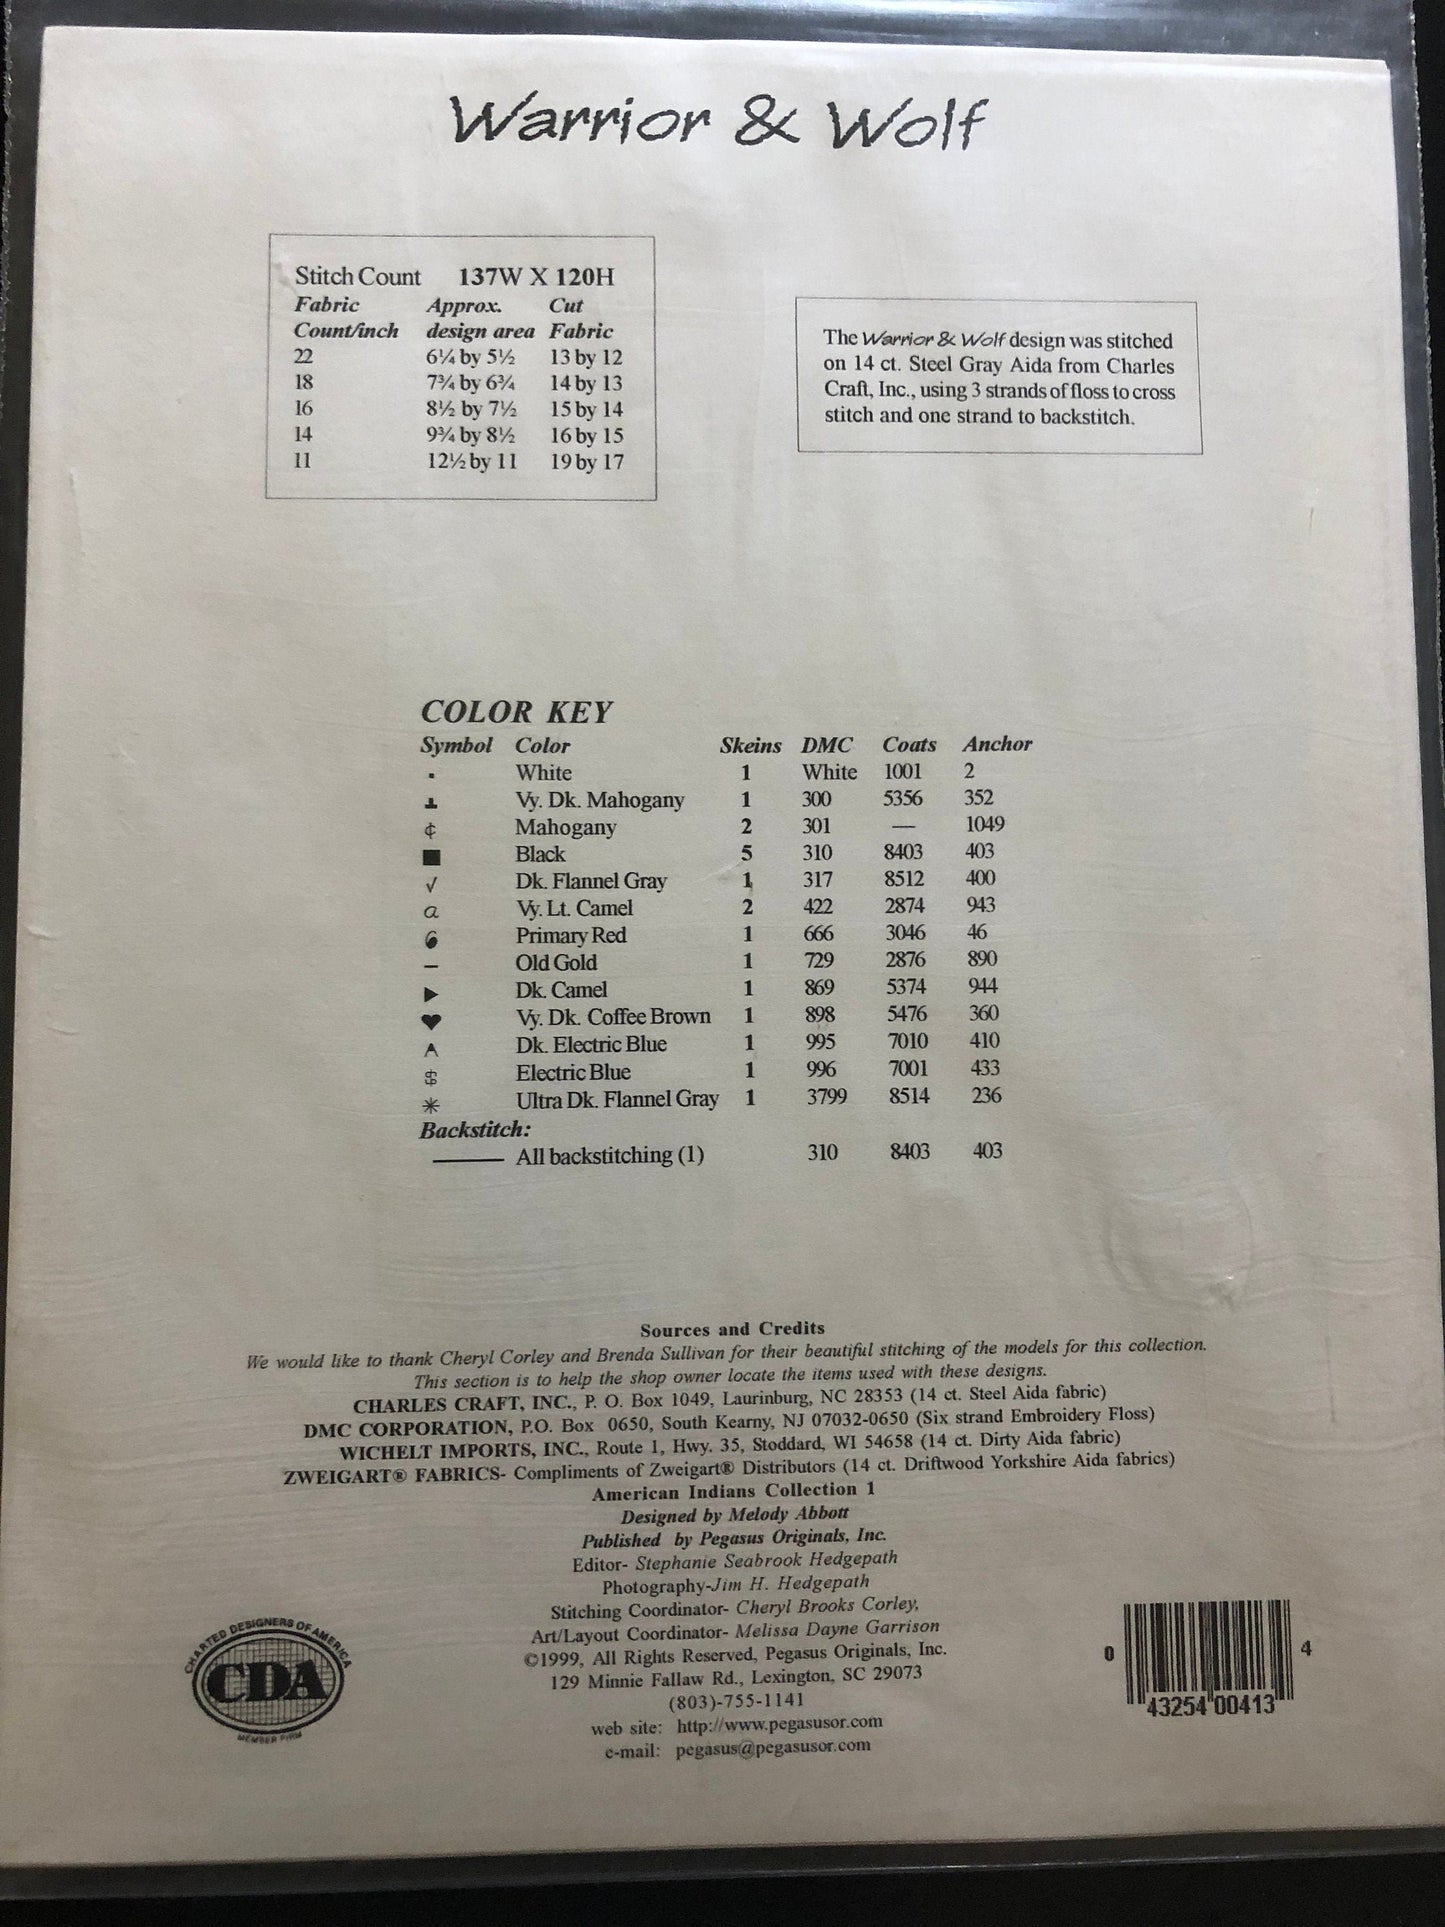 Warrior & Wolf
Stitch Count 137W X 120H
Fabric Approx. Cut
Count/inch design area Fabric
22 6¼ by 5½ 13 by 12
18 7¾ by 6¾ 14 by 13
16 8½ by 7½ 15 by 14
14 9¾ by 8½ 16 by 15
11 12½ by 11 19 by 17
The Warrior & Wolf design was stitched
on 14 ct. Steel Gray Aida from Charles
Craft, Inc., using 3 strands of floss to cross
stitch and one strand to backstitch.
COLOR KEY
Symbol Color Skeins DMC Coats Anchor
White 1 White 1001 2
Vy. Dk. Mahogany 1 300 5356 352
¢ Mahogany 2 301 — 1049
■ Black 5 310 8403 403
√ Dk. Flannel Gray 1 317 8512 400
a Vy. Lt. Camel 2 422 2874 943
Primary Red 1 666 3046 46
– Old Gold 1 729 2876 890
▶ Dk. Camel 1 869 5374 944
♥ Vy. Dk. Coffee Brown 1 898 5476 360
Dk. Electric Blue 1 995 7010 410
$ Electric Blue 1 996 7001 433
✳ Ultra Dk. Flannel Gray 1 3799 8514 236
Backstitch:
All backstitching (1) 310 8403 403
Sources and Credits
We would like to thank Cheryl Corley and Brenda Sullivan for their beautiful stitching of the models for this collection.
This section is to help the shop owner locate the items used with these designs.
CHARLES CRAFT, INC., P. O. Box 1049, Laurinburg, NC 28353 (14 ct. Steel Aida fabric)
DMC CORPORATION, P.O. Box 0650, South Kearny, NJ 07032-0650 (Six strand Embroidery Floss)
WICHELT IMPORTS, INC., Route 1, Hwy. 35, Stoddard, WI 54658 (14 ct. Dirty Aida fabric)
ZWEIGART® FABRICS- Compliments of Zweigart® Distributors (14 ct. Driftwood Yorkshire Aida fabrics)
American Indians Collection 1
Designed by Melody Abbott
Published by Pegasus Originals, Inc.
Editor- Stephanie Seabrook Hedgepath
Photography-Jim H. Hedgepath
Stitching Coordinator- Cheryl Brooks Corley,
Art/Layout Coordinator- Melissa Dayne Garrison
©1999, All Rights Reserved, Pegasus Originals, Inc.
129 Minnie Fallaw Rd., Lexington, SC 29073
(803)-755-1141
web site: http://www.pegasusor.com
e-mail: pegasus@pegasusor.com
CHARTED DESIGNERS OF AMERICA
CDA
MEMBER FIRM
0 43254 00413 4